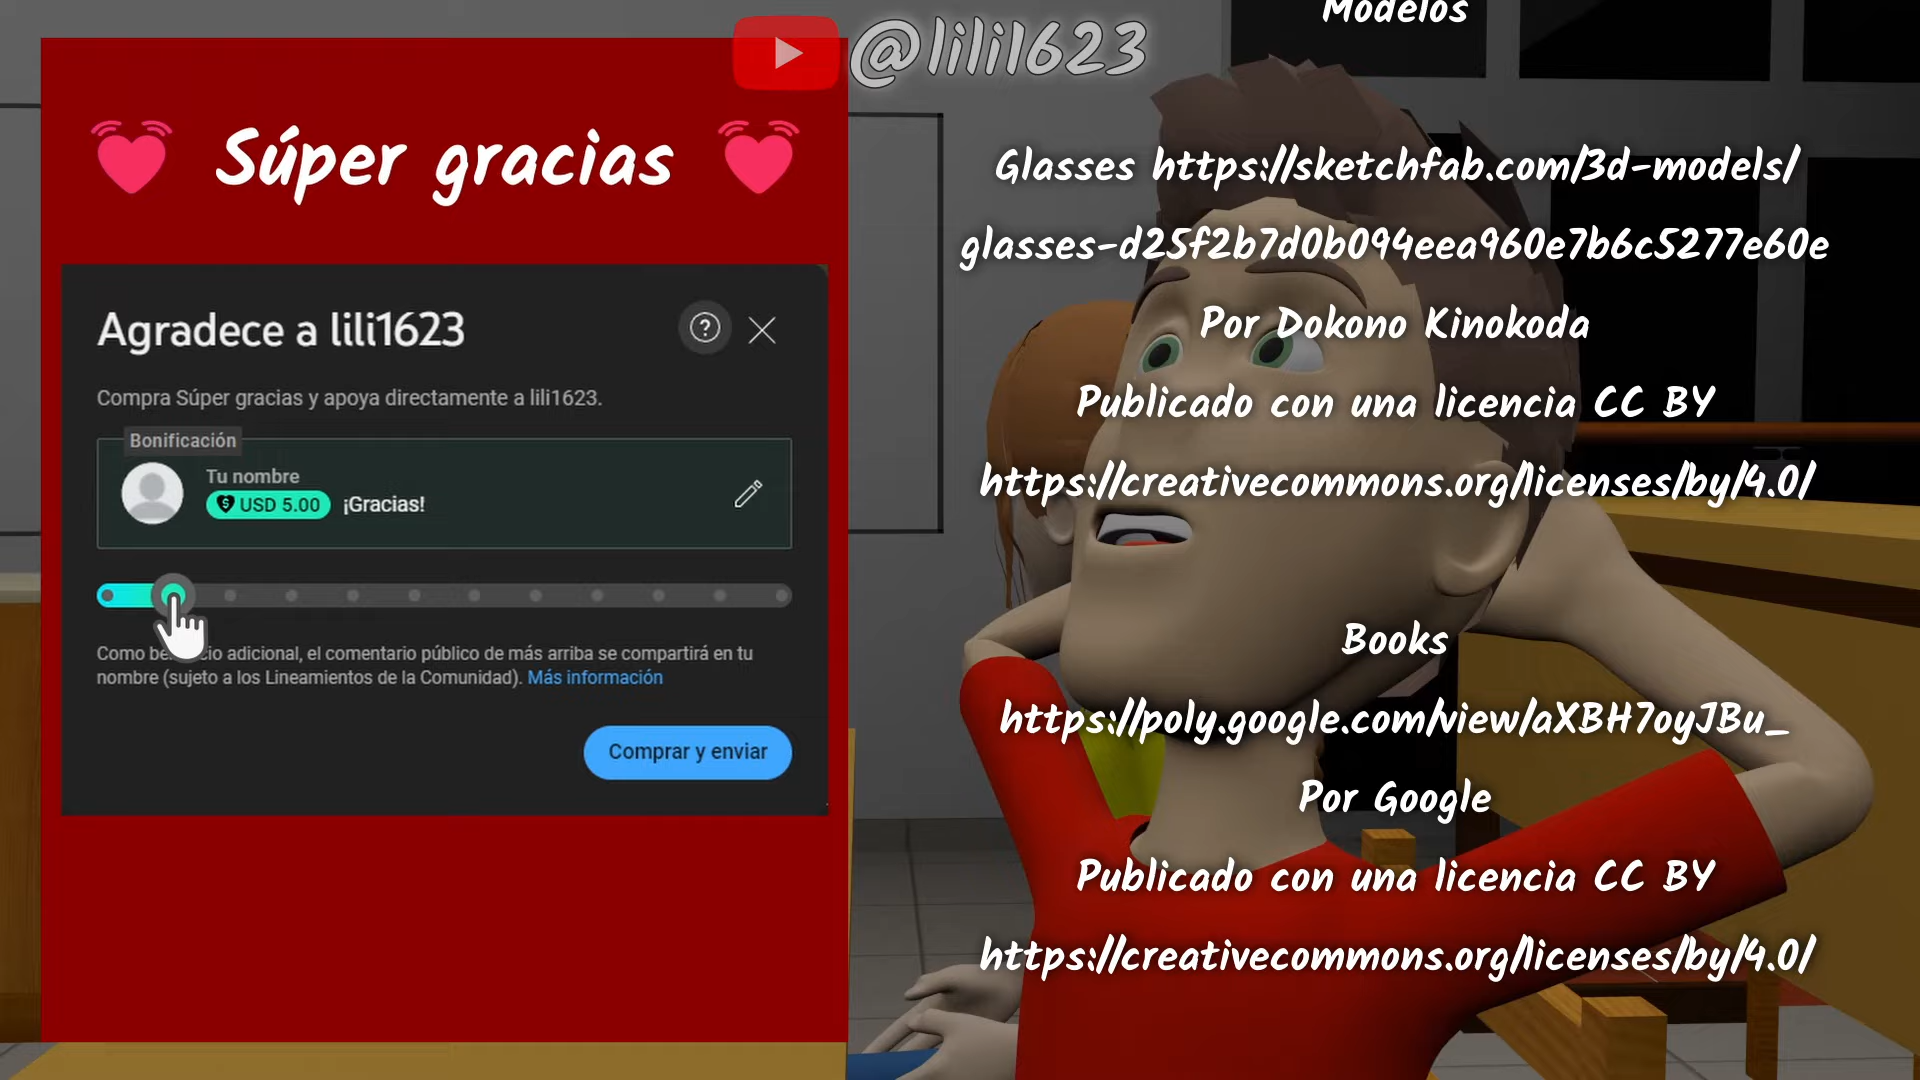 @lili1623
Súper gracias
Agradece a lili1623
Compra Súper gracias y apoya directamente a lili1623.
Bonificación
Tu nombre
USD 5.00 ¡Gracias!
Como be cio adicional, el comentario público de más arriba se compartirá en tu
nombre (sujeto a los Lineamientos de la Comunidad). Más información
Comprar y enviar
Modelos
Glasses https://sketchfab.com/3d-models/
glasses-d25f2b7d0b094eea960e7b6c5277e60e
Por Dokono Kinokoda
Publicado con una licencia CC BY
https://creativecommons.org/licenses/by/4.0/
Books
https://poly.google.com/view/aXBH7oyJBu_
Por Google
Publicado con una licencia CC BY
https://creativecommons.org/licenses/by/4.0/